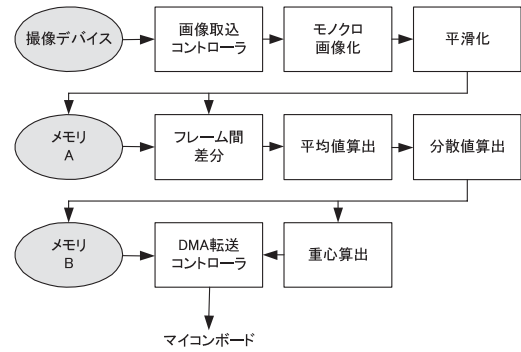 撮像デバイス
画像取込
コントローラ
モノクロ
画像化
平滑化
メモリ
A
フレーム間
差分
平均値算出
分散値算出
メモリ
B
DMA転送
コントローラ
重心算出
マイコンボード